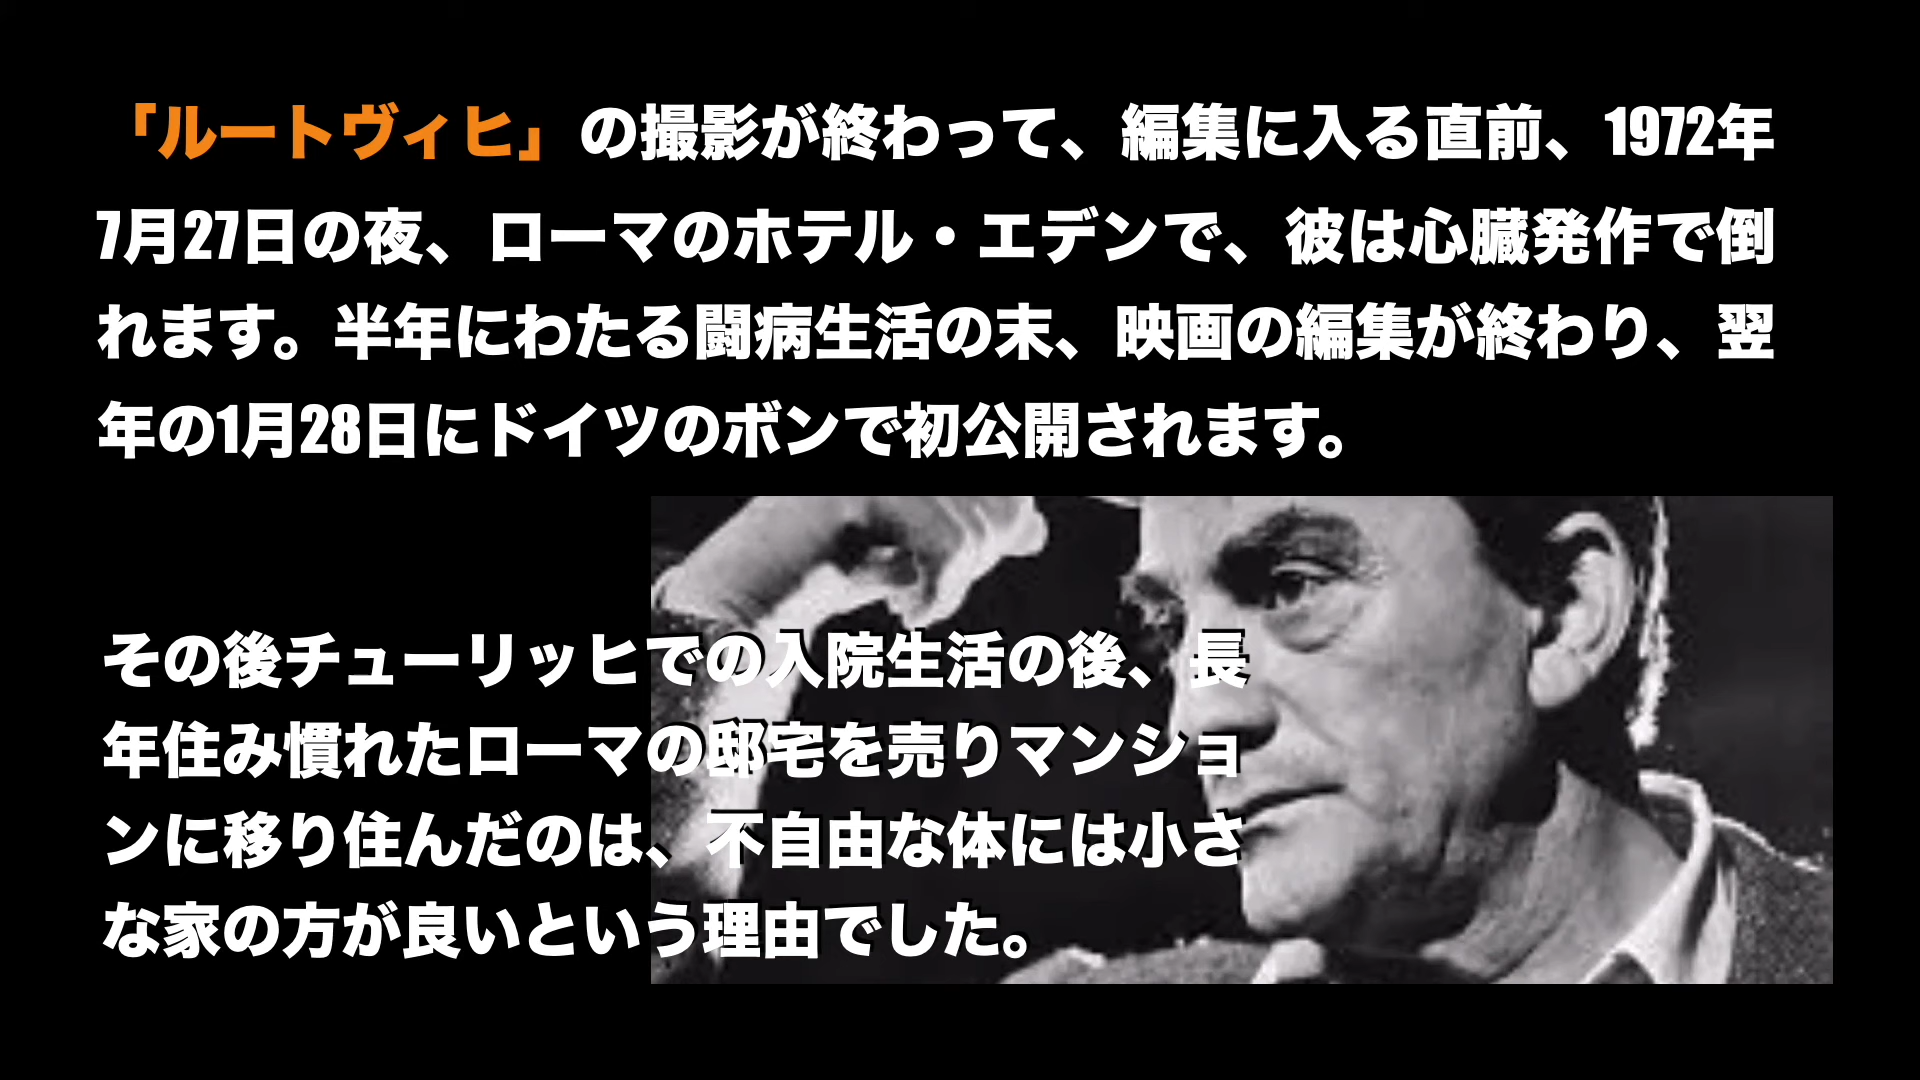 「ルートヴィヒ」の撮影が終わって、編集に入る直前、1972年
7月27日の夜、ローマのホテル・エデンで、彼は心臓発作で倒
れます。半年にわたる闘病生活の末、映画の編集が終わり、翌
年の1月28日にドイツのボンで初公開されます。
その後チューリッヒでの入院生活の後、長
年住み慣れたローマの邸宅を売りマンショ
ンに移り住んだのは、不自由な体には小さ
な家の方が良いという理由でした。